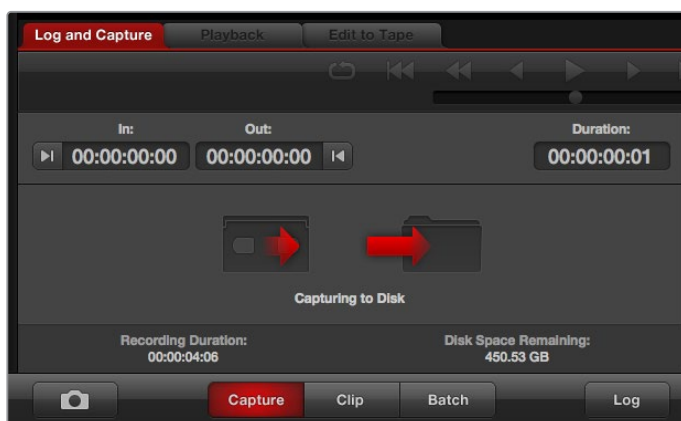 Log and Capture Playback Edit to Tape
In: Out: Duration:
00:00:00:00 00:00:00:00 00:00:00:01
Capturing to Disk
Recording Duration: Disk Space Remaining:
00:00:04:06 450.53 GB
Capture Clip Batch Log